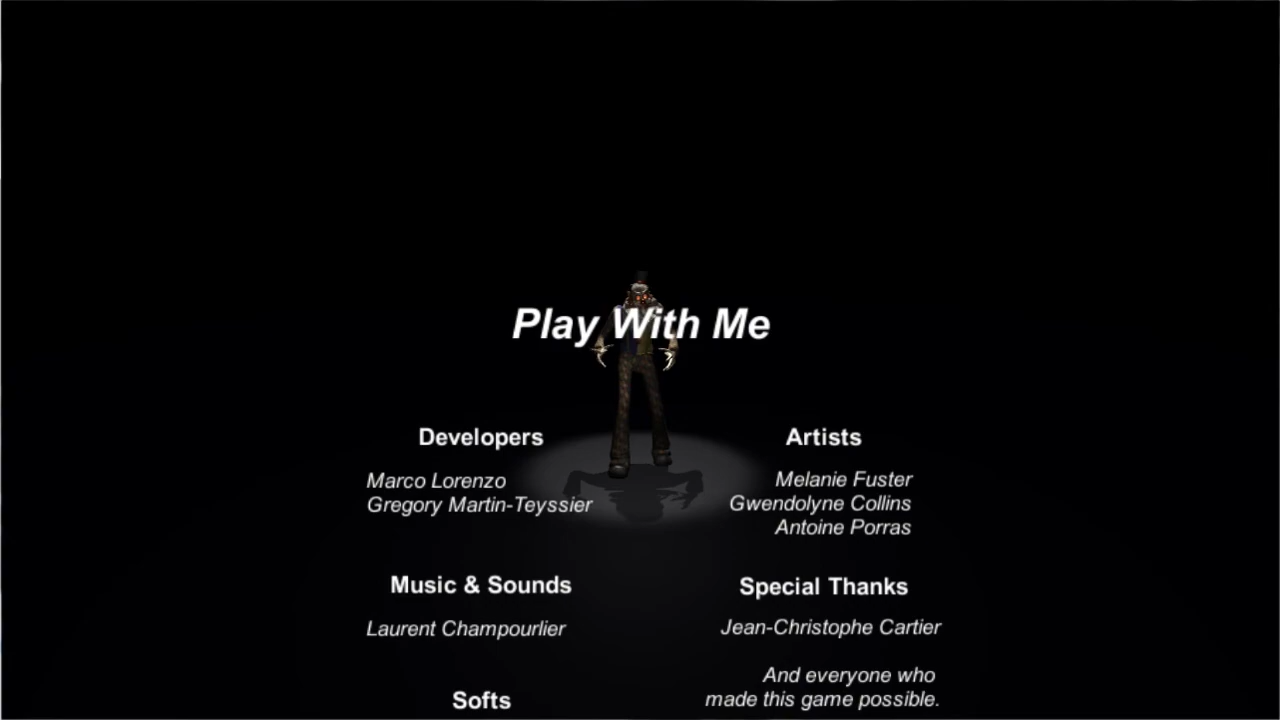 Play With Me
Developers
Marco Lorenzo
Gregory Martin-Teyssier
Artists
Melanie Fuster
Gwendolyne Collins
Antoine Porras
Music & Sounds
Laurent Champourlier
Special Thanks
Jean-Christophe Cartier
And everyone who
made this game possible.
Softs